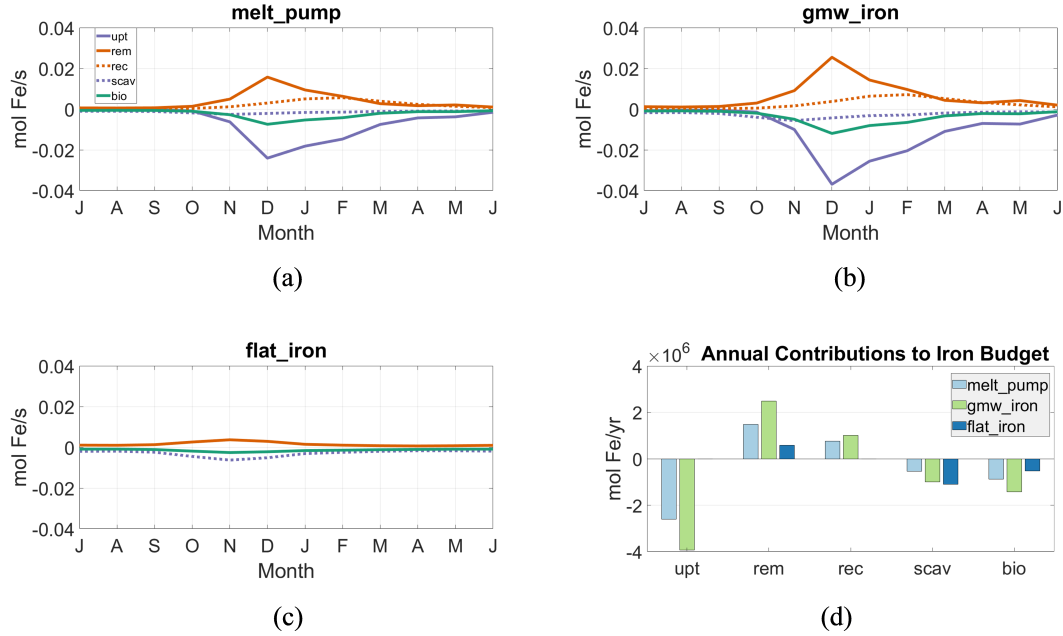 melt_pump
0.04
0.02
0
-0.02
-0.04
mol Fe/s
upt
rem
rec
scav
bio
J A S O N D J F M A M J
Month
(a)
gmw_iron
0.04
0.02
0
-0.02
-0.04
mol Fe/s
J A S O N D J F M A M J
Month
(b)
flat_iron
0.04
0.02
0
-0.02
-0.04
mol Fe/s
J A S O N D J F M A M J
Month
(c)
×10⁶ Annual Contributions to Iron Budget
4
2
0
-2
-4
mol Fe/yr
melt_pump
gmw_iron
flat_iron
upt rem rec scav bio
(d)